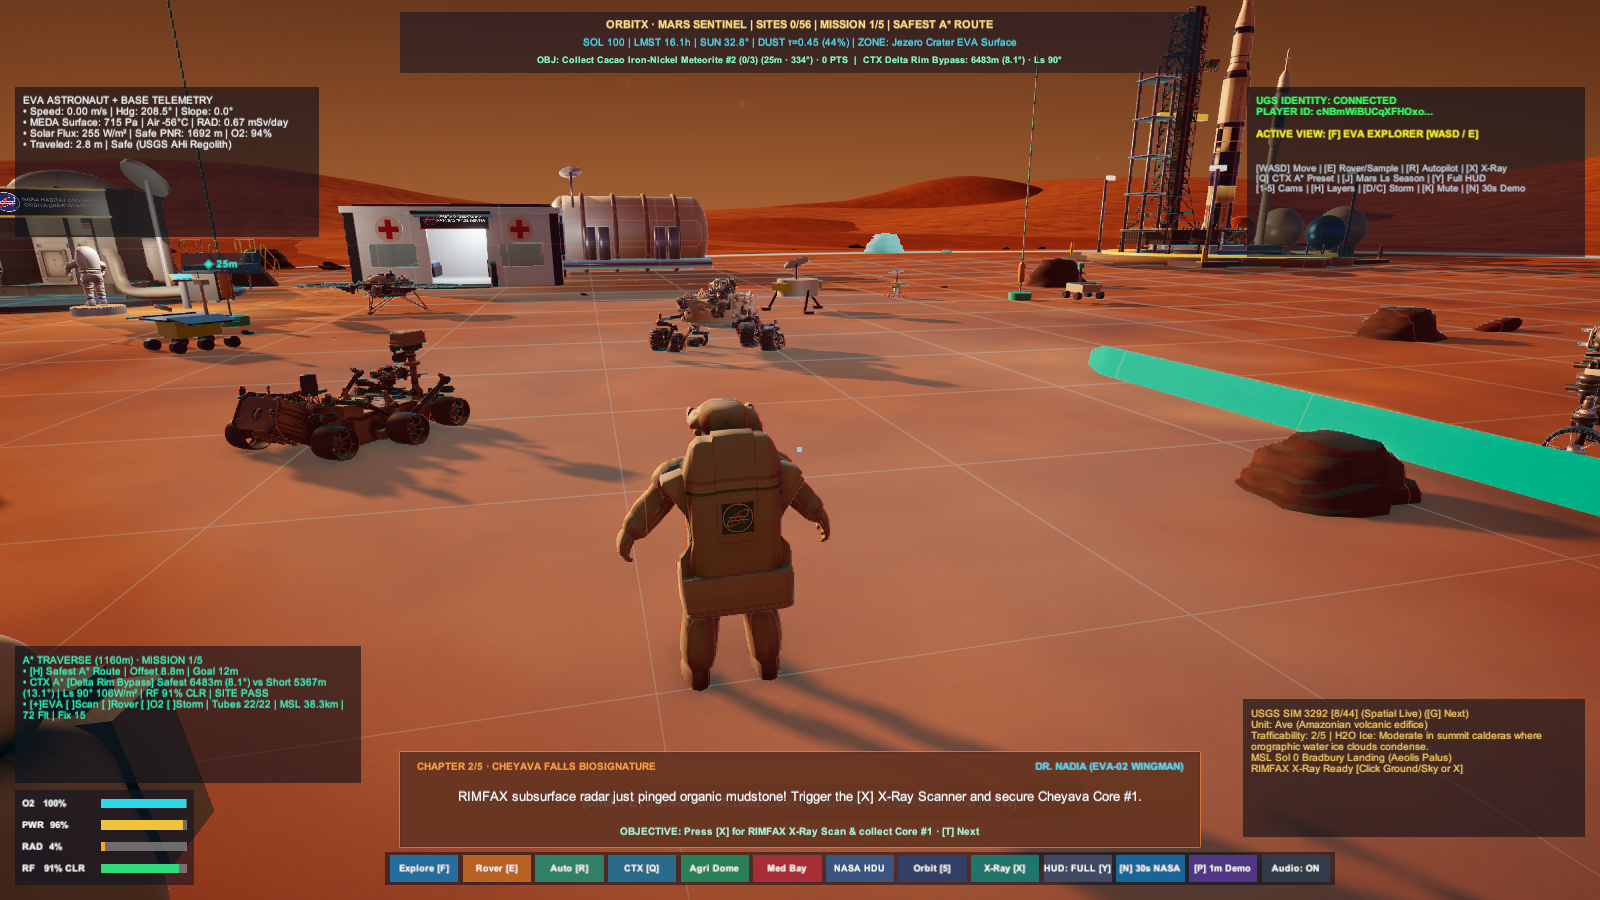 ORBITX · MARS SENTINEL | SITES 0/56 | MISSION 1/5 | SAFEST A* ROUTE
SOL 100 | LMST 16.1h | SUN 32.8° | DUST τ=0.45 (44%) | ZONE: Jezero Crater EVA Surface
OBJ: Collect Cacao Iron-Nickel Meteorite #2 (0/3) (25m · 334°) · 0 PTS | CTX Delta Rim Bypass: 6483m (8.1°) · Ls 90°
EVA ASTRONAUT + BASE TELEMETRY
• Speed: 0.00 m/s | Hdg: 208.5° | Slope: 0.0°
• MEDA Surface: 715 Pa | Air -56°C | RAD: 0.67 mSv/day
• Solar Flux: 255 W/m² | Safe PNR: 1692 m | O2: 94%
• Traveled: 2.8 m | Safe (USGS AHi Regolith)
UGS IDENTITY: CONNECTED
PLAYER ID: cNBmWiBUCqXFHOxo...
ACTIVE VIEW: [F] EVA EXPLORER [WASD / E]
[WASD] Move | [E] Rover/Sample | [R] Autopilot | [X] X-Ray
[Q] CTX A* Preset | [J] Mars Ls Season | [Y] Full HUD
[1-5] Cams | [H] Layers | [D/C] Storm | [K] Mute | [N] 30s Demo
◈ 25m
A* TRAVERSE (1160m) · MISSION 1/5
• [H] Safest A* Route | Offset 8.8m | Goal 12m
• CTX A* [Delta Rim Bypass] Safest 6483m (8.1°) vs Short 5367m
(13.1°) | Ls 90° 106W/m² | RF 91% CLR | SITE PASS
• [+]EVA [ ]Scan [ ]Rover [ ]O2 [ ]Storm | Tubes 22/22 | MSL 38.3km |
72 Flt | Fix 15
USGS SIM 3292 [8/44] (Spatial Live) ([G] Next)
Unit: Ave (Amazonian volcanic edifice)
Trafficability: 2/5 | H2O Ice: Moderate in summit calderas where
orographic water ice clouds condense.
MSL Sol 0 Bradbury Landing (Aeolis Palus)
RIMFAX X-Ray Ready [Click Ground/Sky or X]
CHAPTER 2/5 · CHEYAVA FALLS BIOSIGNATURE
DR. NADIA (EVA-02 WINGMAN)
RIMFAX subsurface radar just pinged organic mudstone! Trigger the [X] X-Ray Scanner and secure Cheyava Core #1.
OBJECTIVE: Press [X] for RIMFAX X-Ray Scan & collect Core #1 · [T] Next
O2 100%
PWR 96%
RAD 4%
RF 91% CLR
Explore [F]
Rover [E]
Auto [R]
CTX [Q]
Agri Dome
Med Bay
NASA HDU
Orbit [5]
X-Ray [X]
HUD: FULL [Y]
[N] 30s NASA
[P] 1m Demo
Audio: ON